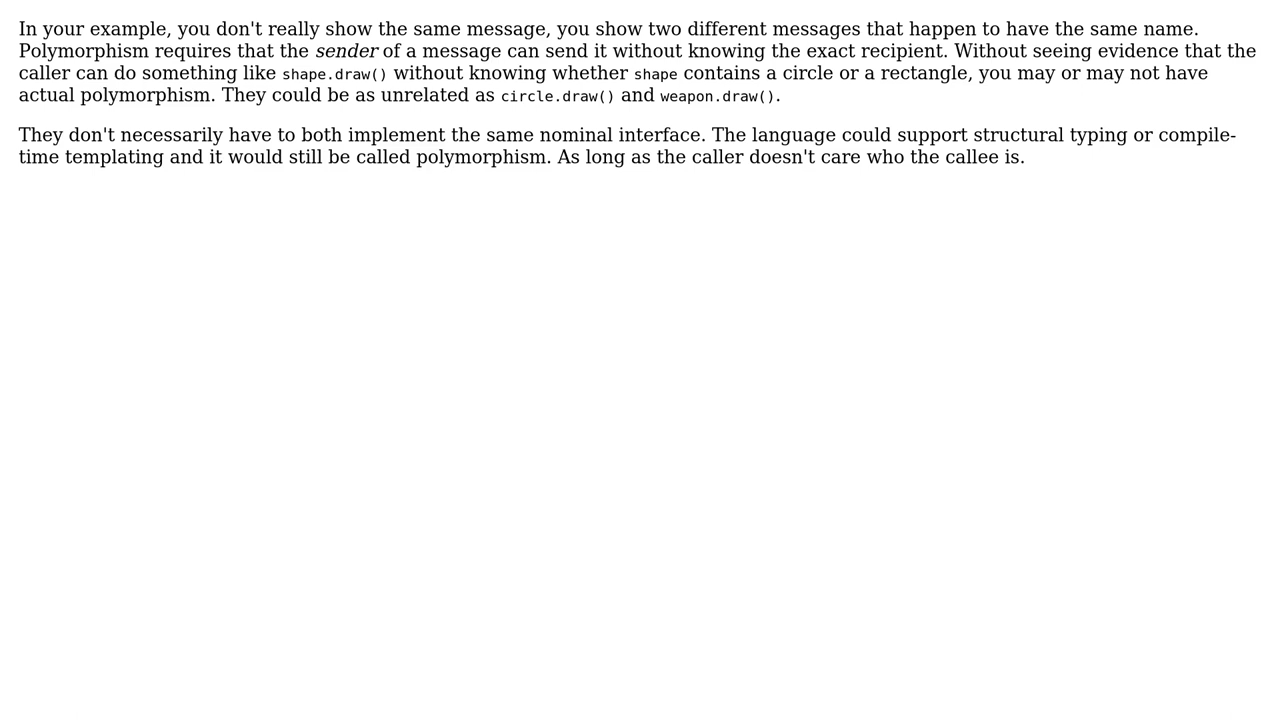 In your example, you don't really show the same message, you show two different messages that happen to have the same name.
Polymorphism requires that the sender of a message can send it without knowing the exact recipient. Without seeing evidence that the
caller can do something like shape.draw() without knowing whether shape contains a circle or a rectangle, you may or may not have
actual polymorphism. They could be as unrelated as circle.draw() and weapon.draw().
They don't necessarily have to both implement the same nominal interface. The language could support structural typing or compile-
time templating and it would still be called polymorphism. As long as the caller doesn't care who the callee is.